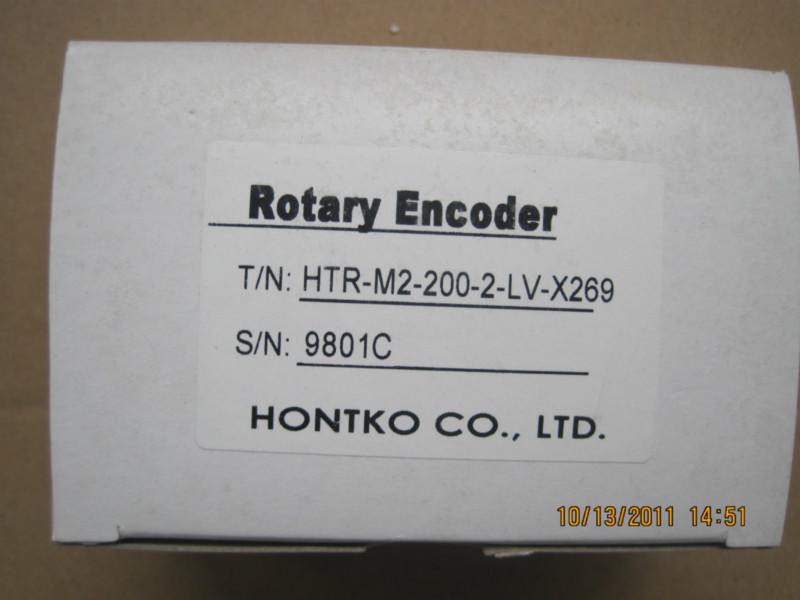 Rotary Encoder
T/N: HTR-M2-200-2-LV-X269
S/N: 9801C
HONTKO CO., LTD.
10/13/2011 14:51